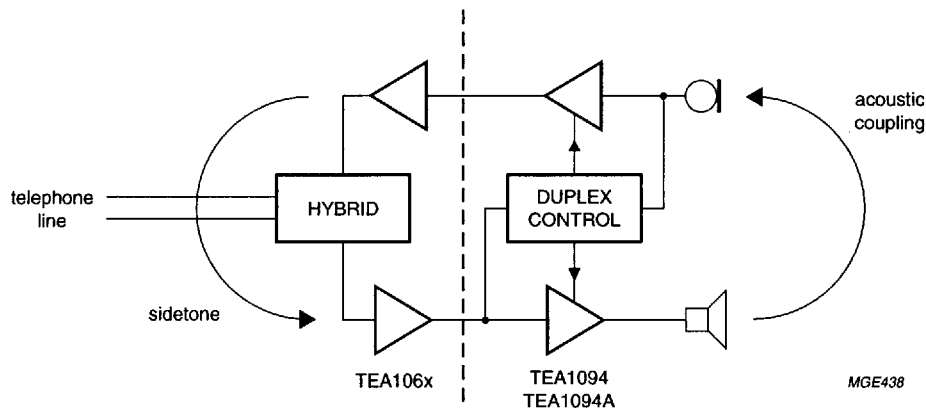 acoustic
coupling
telephone
line
HYBRID
DUPLEX
CONTROL
sidetone
TEA106x
TEA1094
TEA1094A
MGE438